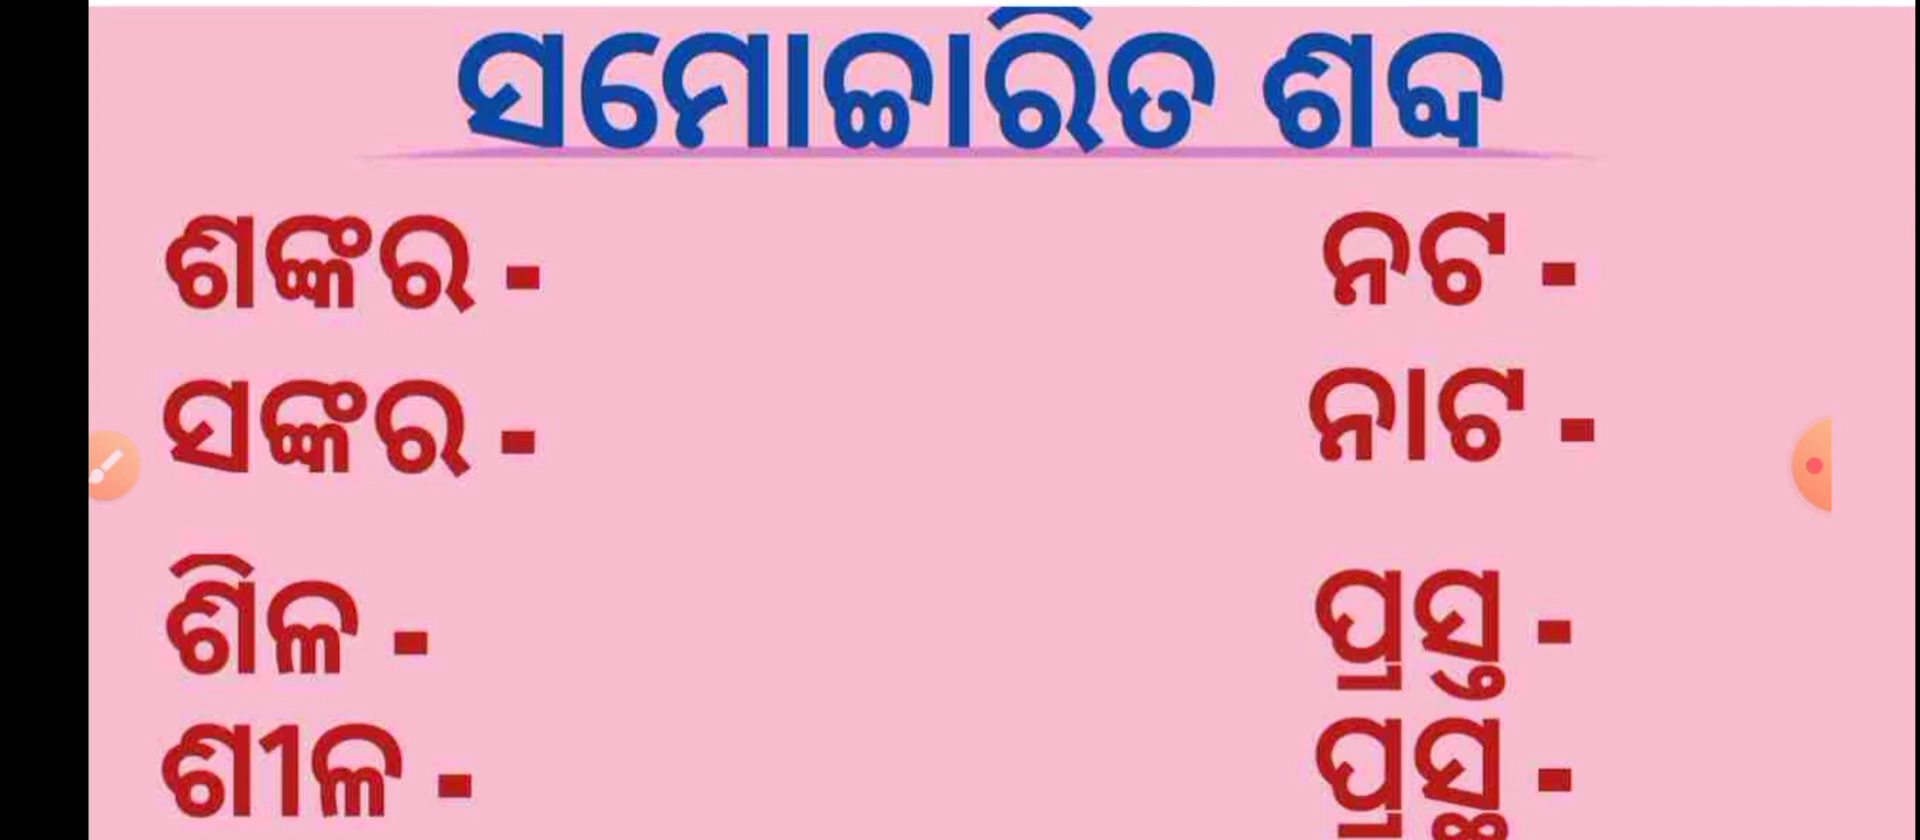 ସମୋଚ୍ଚାରିତ ଶବ୍ଦ
ଶଙ୍କର -
ନଟ -
ସଙ୍କର -
ନାଟ -
ଶିଳ -
ପ୍ରସ୍ତ -
ଶୀଳ -
ପ୍ରସ୍ଥ -